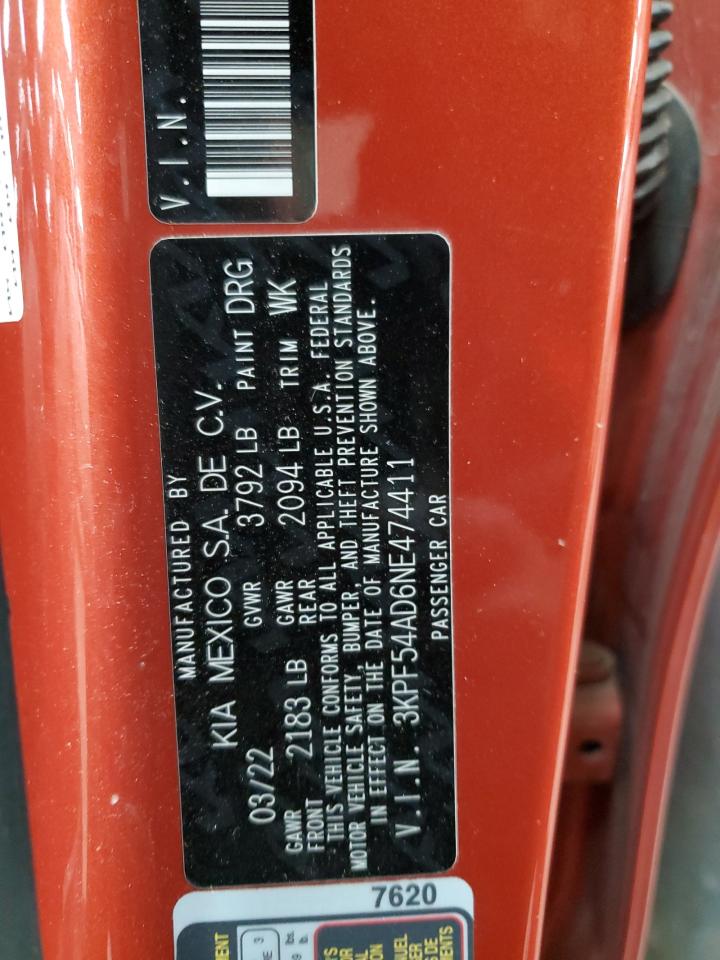 V.I.N.
MANUFACTURED BY
KIA MEXICO S.A. DE C.V.
03/22 GVWR 3792 LB PAINT DRG
GAWR FRONT 2183 LB GAWR REAR 2094 LB TRIM WK
THIS VEHICLE CONFORMS TO ALL APPLICABLE U.S.A. FEDERAL
MOTOR VEHICLE SAFETY, BUMPER, AND THEFT PREVENTION STANDARDS
IN EFFECT ON THE DATE OF MANUFACTURE SHOWN ABOVE.
V.I.N. 3KPF54AD6NE474411
PASSENGER CAR
7620